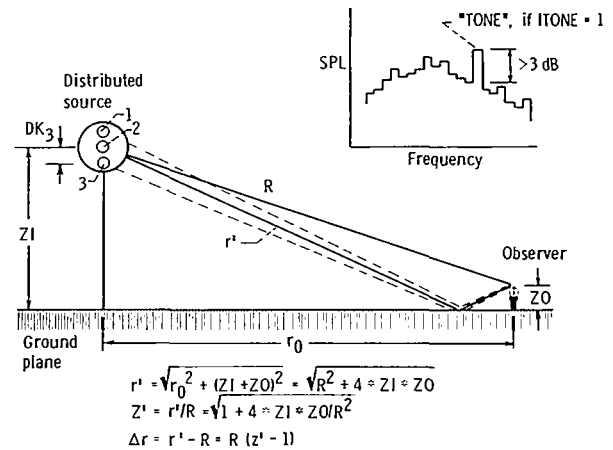 "TONE", if ITONE = 1
SPL
>3 dB
Frequency
Distributed
source
1
2
3
DK3
ZI
R
r'
Observer
ZO
Ground
plane
r0
r' = √r0² + (ZI + ZO)² = √R² + 4 * ZI * ZO
Z' = r'/R = √1 + 4 * ZI * ZO/R²
Δr = r' - R = R (z' - 1)